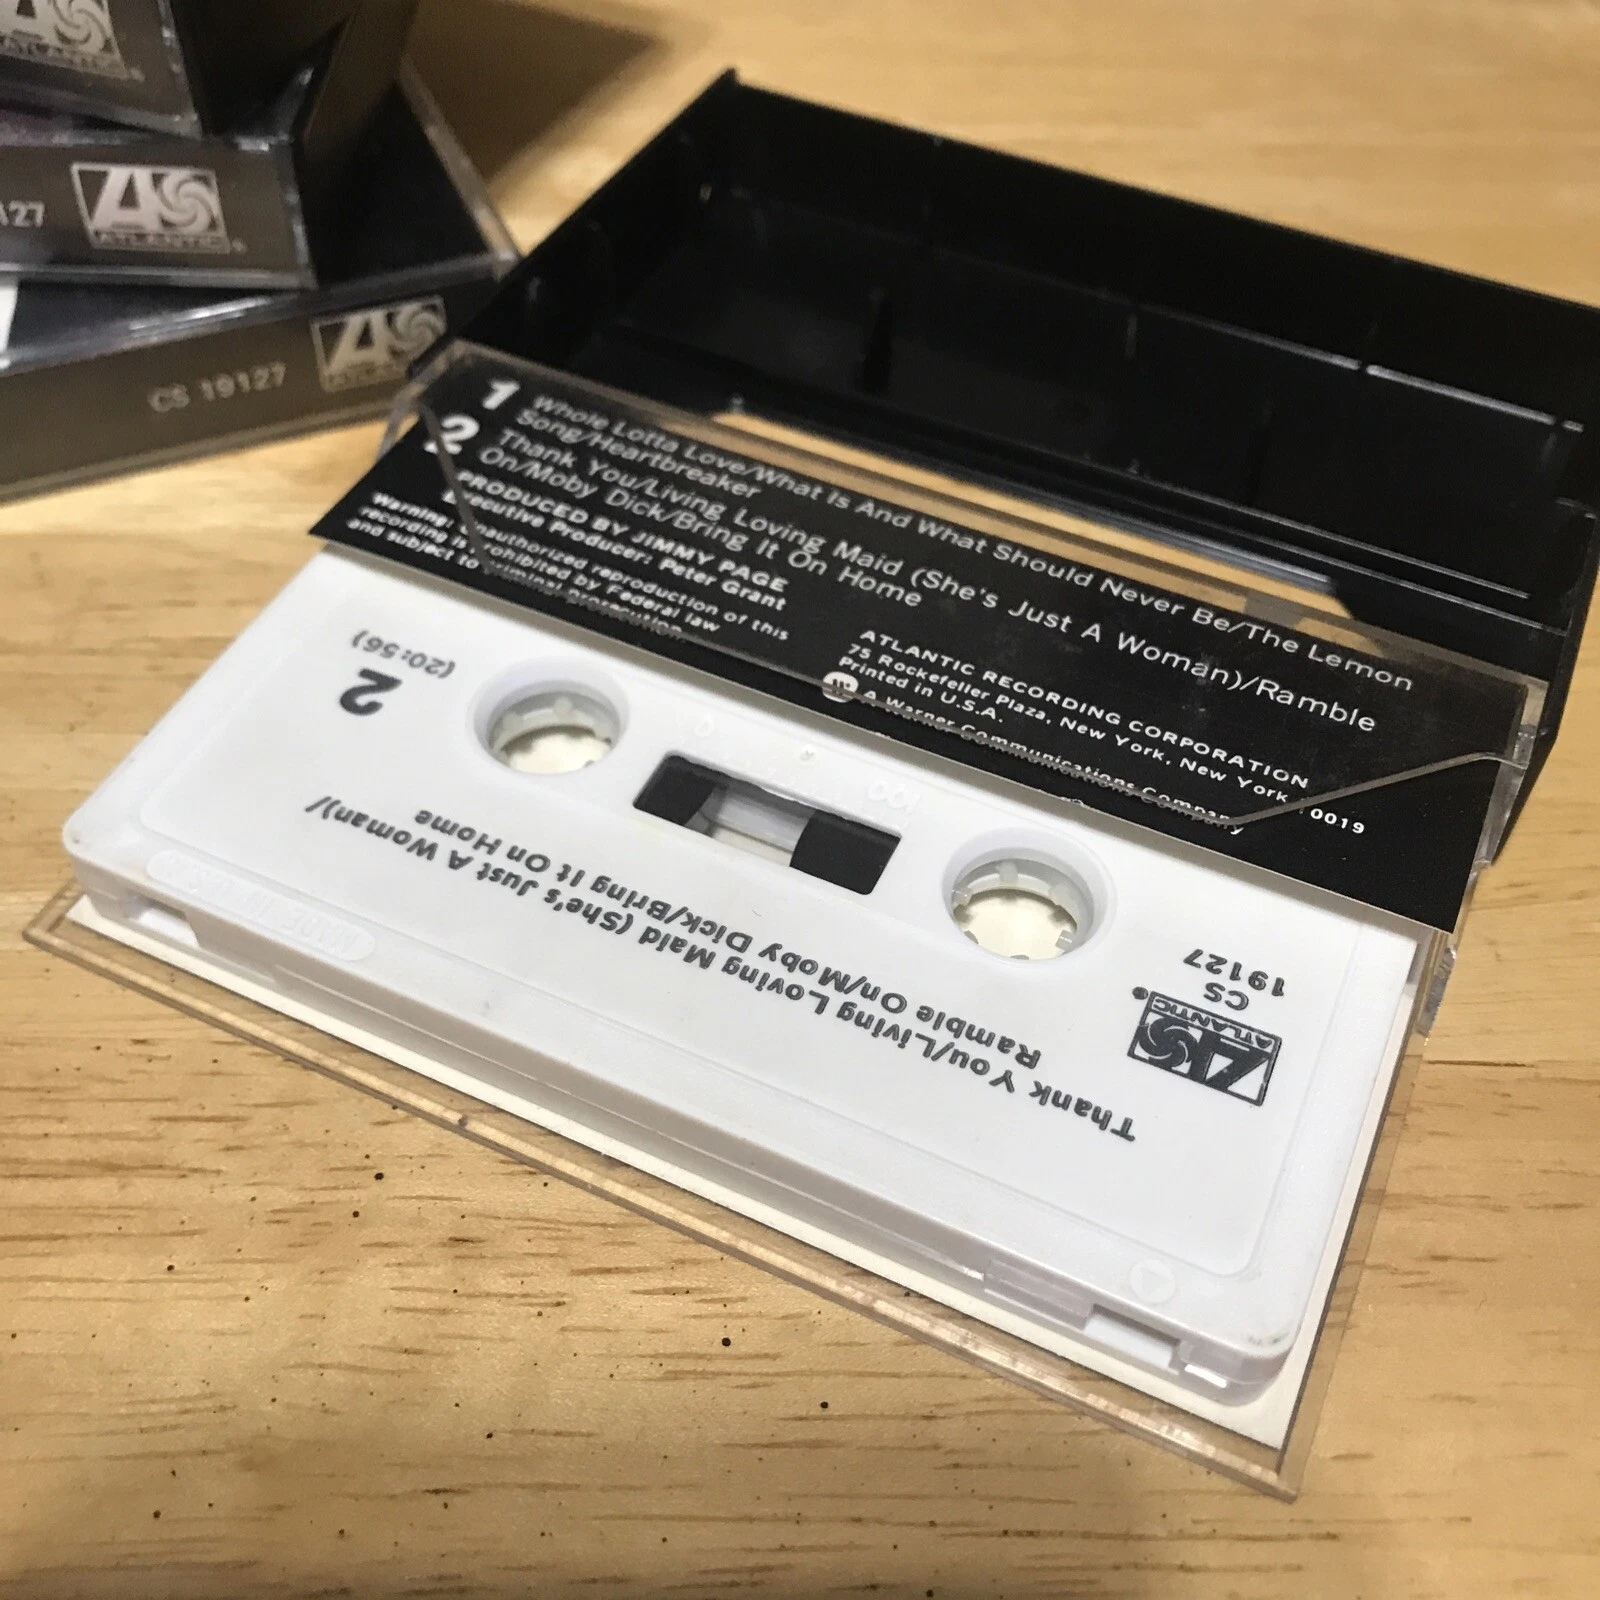 ATLANTIC
127
ATLANTIC
CS 19127
ATLANTIC
1 Whole Lotta Love/What Is And What Should Never Be/The Lemon
Song/Heartbreaker
2 Thank You/Living Loving Maid (She's Just A Woman)/Ramble
On/Moby Dick/Bring It On Home
PRODUCED BY JIMMY PAGE
Executive Producer: Peter Grant
Warning: Unauthorized reproduction of this
recording is prohibited by Federal law
and subject to criminal prosecution
ATLANTIC RECORDING CORPORATION
75 Rockefeller Plaza, New York, New York 10019
Printed in U.S.A.
A Warner Communications Company
CS
19127
ATLANTIC
2
(20:56)
100
Thank You/Living Loving Maid (She's Just A Woman)/
Ramble On/Moby Dick/Bring It On Home